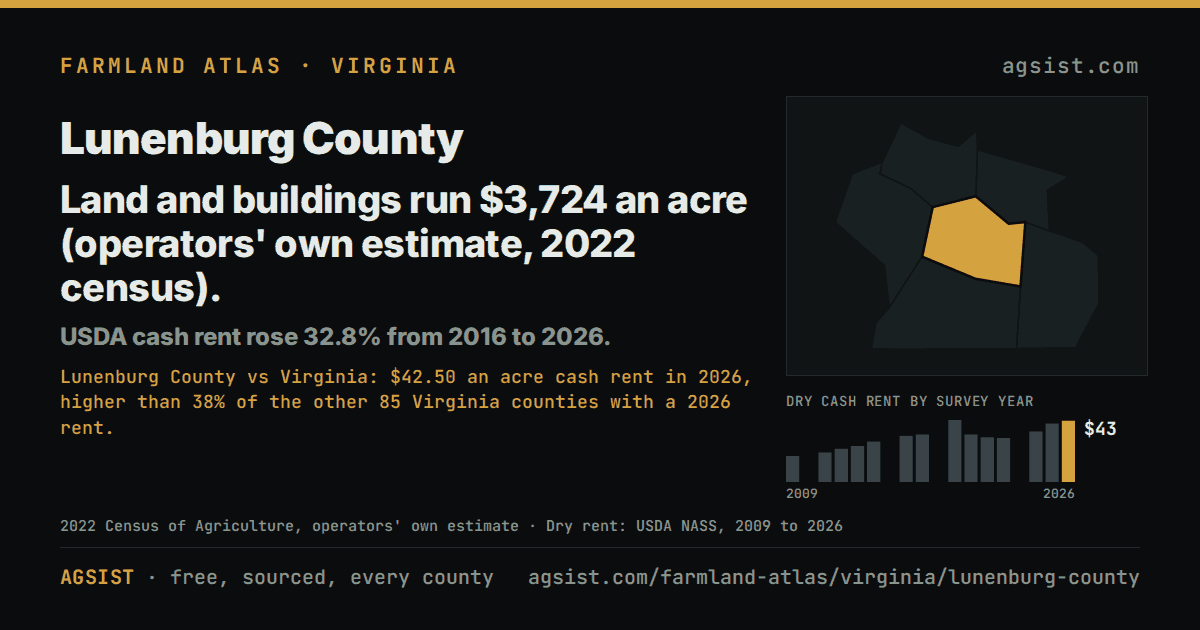 FARMLAND ATLAS · VIRGINIA
agsist.com
Lunenburg County
Land and buildings run $3,724 an acre
(operators' own estimate, 2022
census).
USDA cash rent rose 32.8% from 2016 to 2026.
Lunenburg County vs Virginia: $42.50 an acre cash rent in 2026,
higher than 38% of the other 85 Virginia counties with a 2026
rent.
DRY CASH RENT BY SURVEY YEAR
$43
2009
2026
2022 Census of Agriculture, operators' own estimate · Dry rent: USDA NASS, 2009 to 2026
AGSIST · free, sourced, every county
agsist.com/farmland-atlas/virginia/lunenburg-county